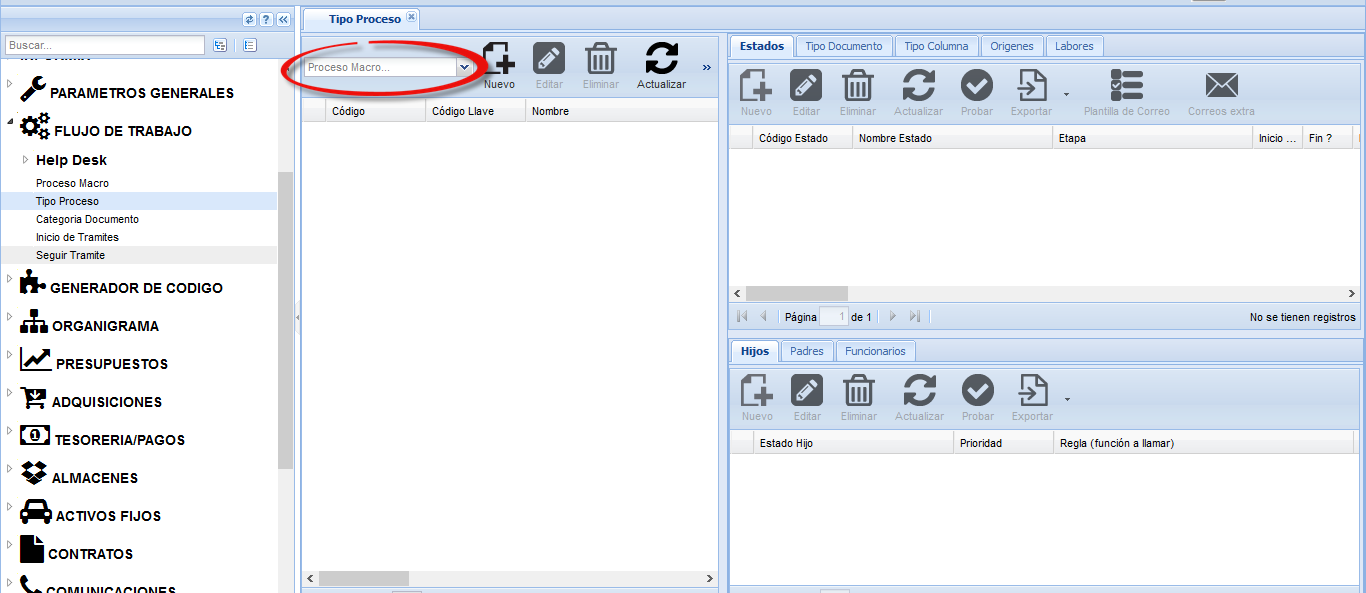 Buscar...
PARAMETROS GENERALES
FLUJO DE TRABAJO
Help Desk
Proceso Macro
Tipo Proceso
Categoria Documento
Inicio de Tramites
Seguir Tramite
GENERADOR DE CODIGO
ORGANIGRAMA
PRESUPUESTOS
ADQUISICIONES
TESORERIA/PAGOS
ALMACENES
ACTIVOS FIJOS
CONTRATOS
COMUNICACIONES
Tipo Proceso
Proceso Macro...
Nuevo Editar Eliminar Actualizar »
Código Código Llave Nombre
Estados Tipo Documento Tipo Columna Origenes Labores
Nuevo Editar Eliminar Actualizar Probar Exportar Plantilla de Correo Correos extra
Código Estado Nombre Estado Etapa Inicio ... Fin ?
Página 1 de 1 No se tienen registros
Hijos Padres Funcionarios
Nuevo Editar Eliminar Actualizar Probar Exportar
Estado Hijo Prioridad Regla (función a llamar)